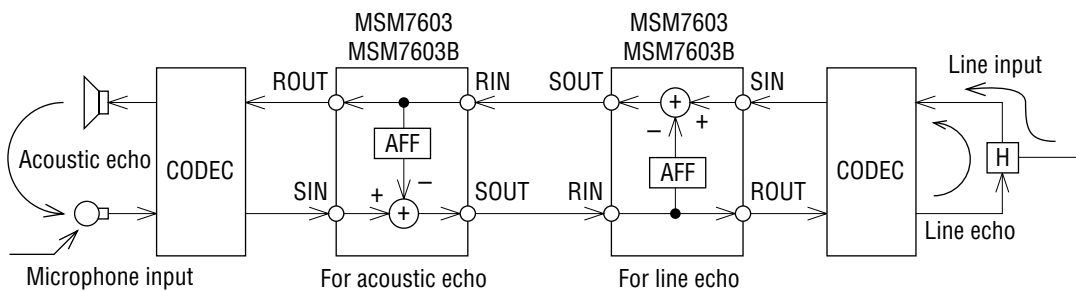 MSM7603
MSM7603B
MSM7603
MSM7603B
ROUT
RIN
SOUT
SIN
Line input
+
−
+
AFF
Acoustic echo
CODEC
AFF
CODEC
H
SIN
+
−
SOUT
RIN
ROUT
+
Line echo
Microphone input
For acoustic echo
For line echo